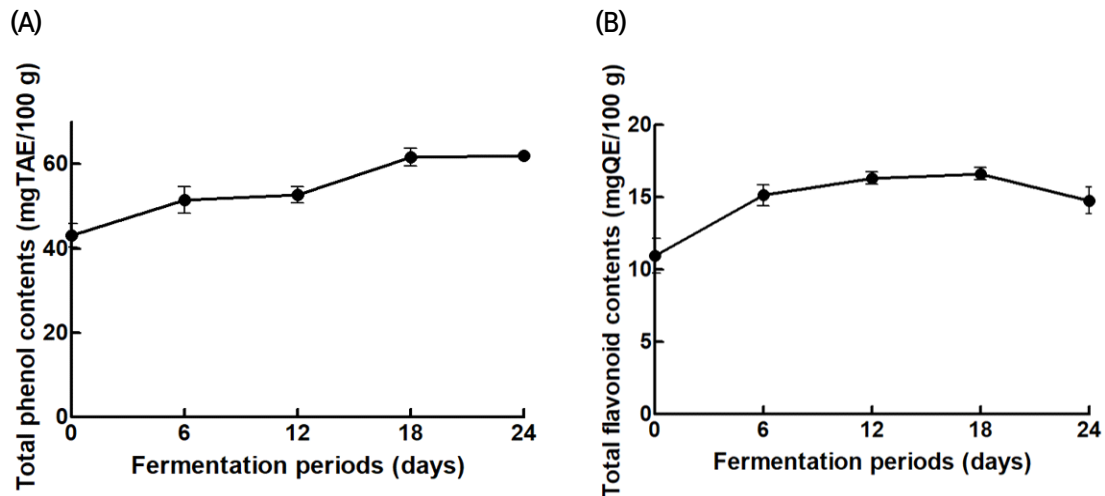 (A)
Total phenol contents (mgTAE/100 g)
60
40
20
0
0 6 12 18 24
Fermentation periods (days)
(B)
Total flavonoid contents (mgQE/100 g)
20
15
10
5
0
0 6 12 18 24
Fermentation periods (days)